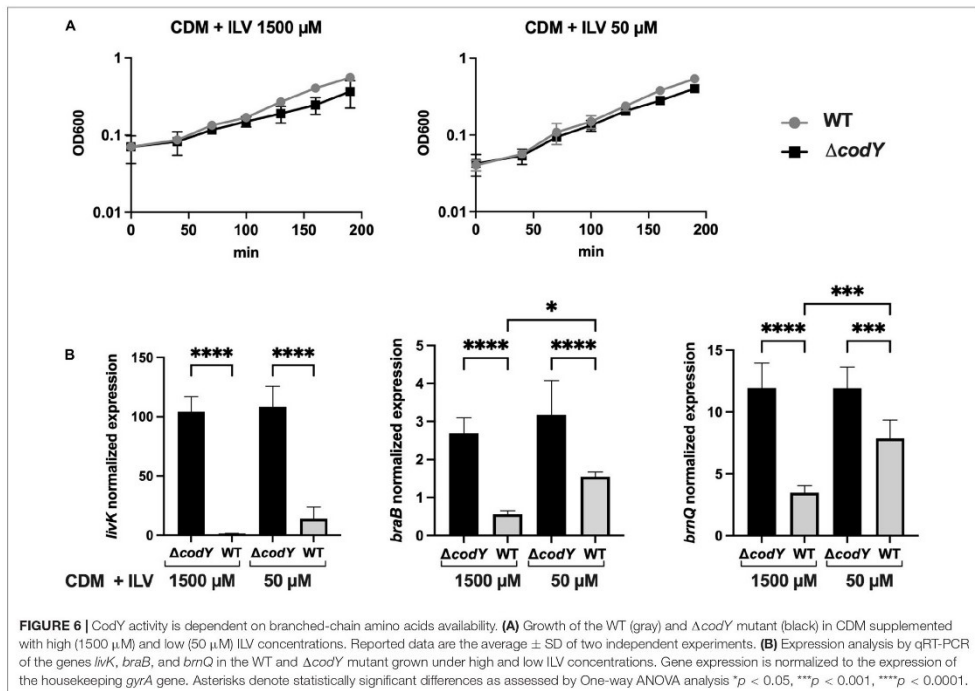 A
CDM + ILV 1500 µM
CDM + ILV 50 µM
1
0.1
0.01
OD600
0 50 100 150 200
min
1
0.1
0.01
OD600
0 50 100 150 200
min
WT
ΔcodY
B
livK normalized expression
150
100
50
0
**** ****
ΔcodY WT ΔcodY WT
CDM + ILV 1500 µM 50 µM
braB normalized expression
5
4
3
2
1
0
*
**** ****
ΔcodY WT ΔcodY WT
1500 µM 50 µM
brnQ normalized expression
15
10
5
0
***
**** ***
ΔcodY WT ΔcodY WT
1500 µM 50 µM
FIGURE 6 | CodY activity is dependent on branched-chain amino acids availability. (A) Growth of the WT (gray) and ΔcodY mutant (black) in CDM supplemented
with high (1500 µM) and low (50 µM) ILV concentrations. Reported data are the average ± SD of two independent experiments. (B) Expression analysis by qRT-PCR
of the genes livK, braB, and brnQ in the WT and ΔcodY mutant grown under high and low ILV concentrations. Gene expression is normalized to the expression of
the housekeeping gyrA gene. Asterisks denote statistically significant differences as assessed by One-way ANOVA analysis *p < 0.05, ***p < 0.001, ****p < 0.0001.